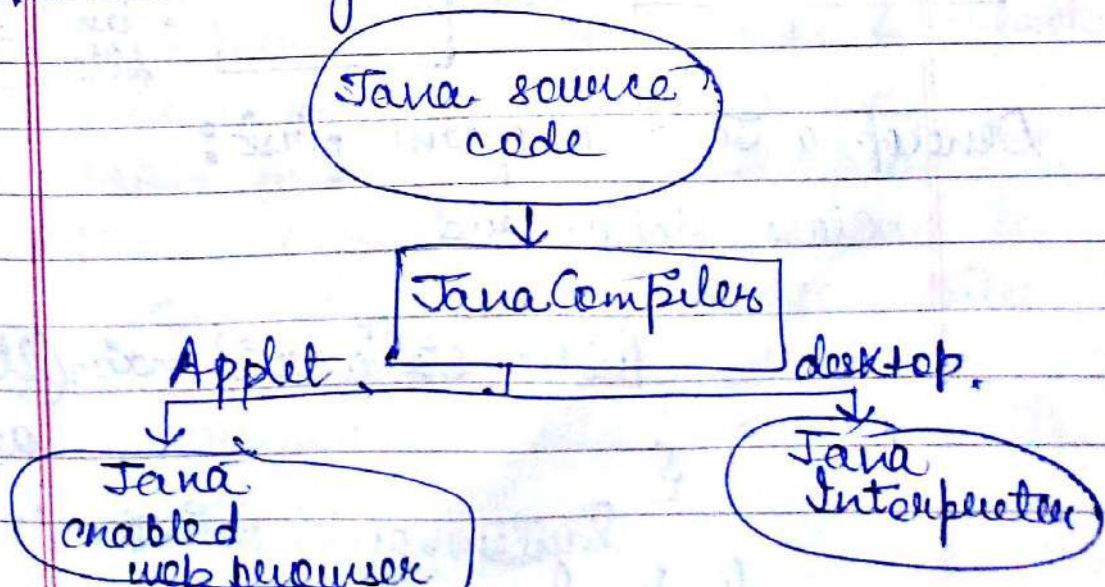 Java source
code
Java Compiler
Applet
desktop.
Java
enabled
web browser
Java
Interpreter